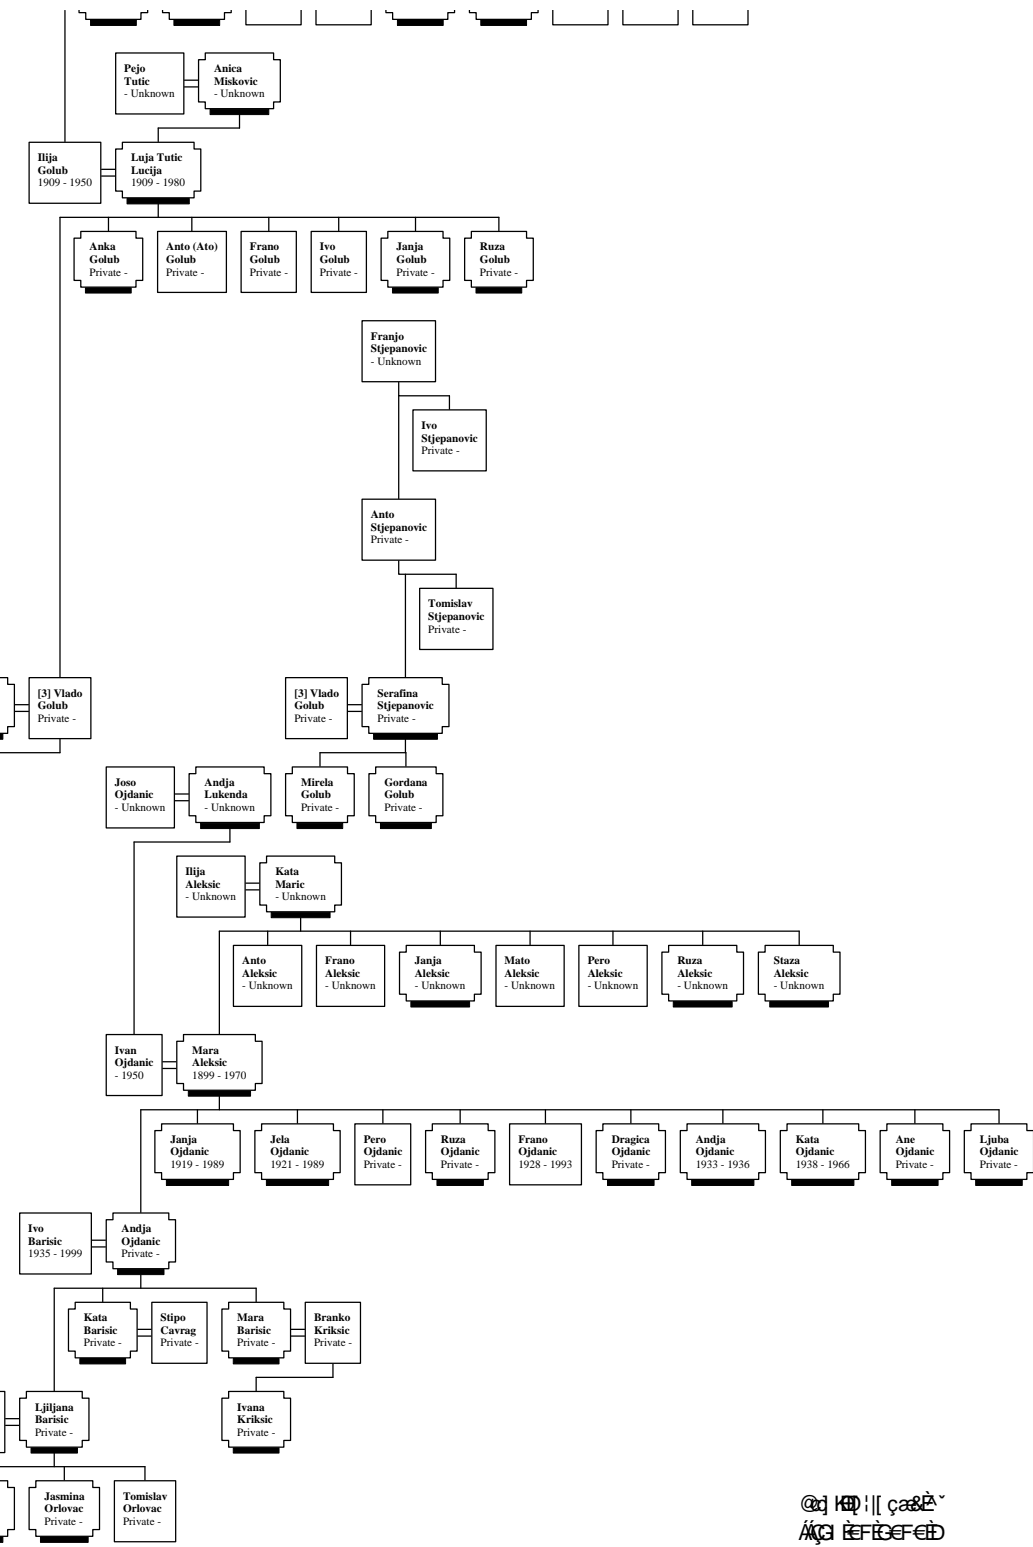 Pejo
Tutic
- Unknown
Anica
Miskovic
- Unknown
Ilija
Golub
1909 - 1950
Luja Tutic
Lucija
1909 - 1980
Anka
Golub
Private -
Anto (Ato)
Golub
Private -
Frano
Golub
Private -
Ivo
Golub
Private -
Janja
Golub
Private -
Ruza
Golub
Private -
Franjo
Stjepanovic
- Unknown
Ivo
Stjepanovic
Private -
Anto
Stjepanovic
Private -
Tomislav
Stjepanovic
Private -
[3] Vlado
Golub
Private -
[3] Vlado
Golub
Private -
Serafina
Stjepanovic
Private -
Joso
Ojdanic
- Unknown
Andja
Lukenda
- Unknown
Mirela
Golub
Private -
Gordana
Golub
Private -
Ilija
Aleksic
- Unknown
Kata
Maric
- Unknown
Anto
Aleksic
- Unknown
Frano
Aleksic
- Unknown
Janja
Aleksic
- Unknown
Mato
Aleksic
- Unknown
Pero
Aleksic
- Unknown
Ruza
Aleksic
- Unknown
Staza
Aleksic
- Unknown
Ivan
Ojdanic
- 1950
Mara
Aleksic
1899 - 1970
Janja
Ojdanic
1919 - 1989
Jela
Ojdanic
1921 - 1989
Pero
Ojdanic
Private -
Ruza
Ojdanic
Private -
Frano
Ojdanic
1928 - 1993
Dragica
Ojdanic
Private -
Andja
Ojdanic
1933 - 1936
Kata
Ojdanic
1938 - 1966
Ane
Ojdanic
Private -
Ljuba
Ojdanic
Private -
Ivo
Barisic
1935 - 1999
Andja
Ojdanic
Private -
Kata
Barisic
Private -
Stipo
Cavrag
Private -
Mara
Barisic
Private -
Branko
Kriksic
Private -
Ljiljana
Barisic
Private -
Ivana
Kriksic
Private -
Jasmina
Orlovac
Private -
Tomislav
Orlovac
Private -